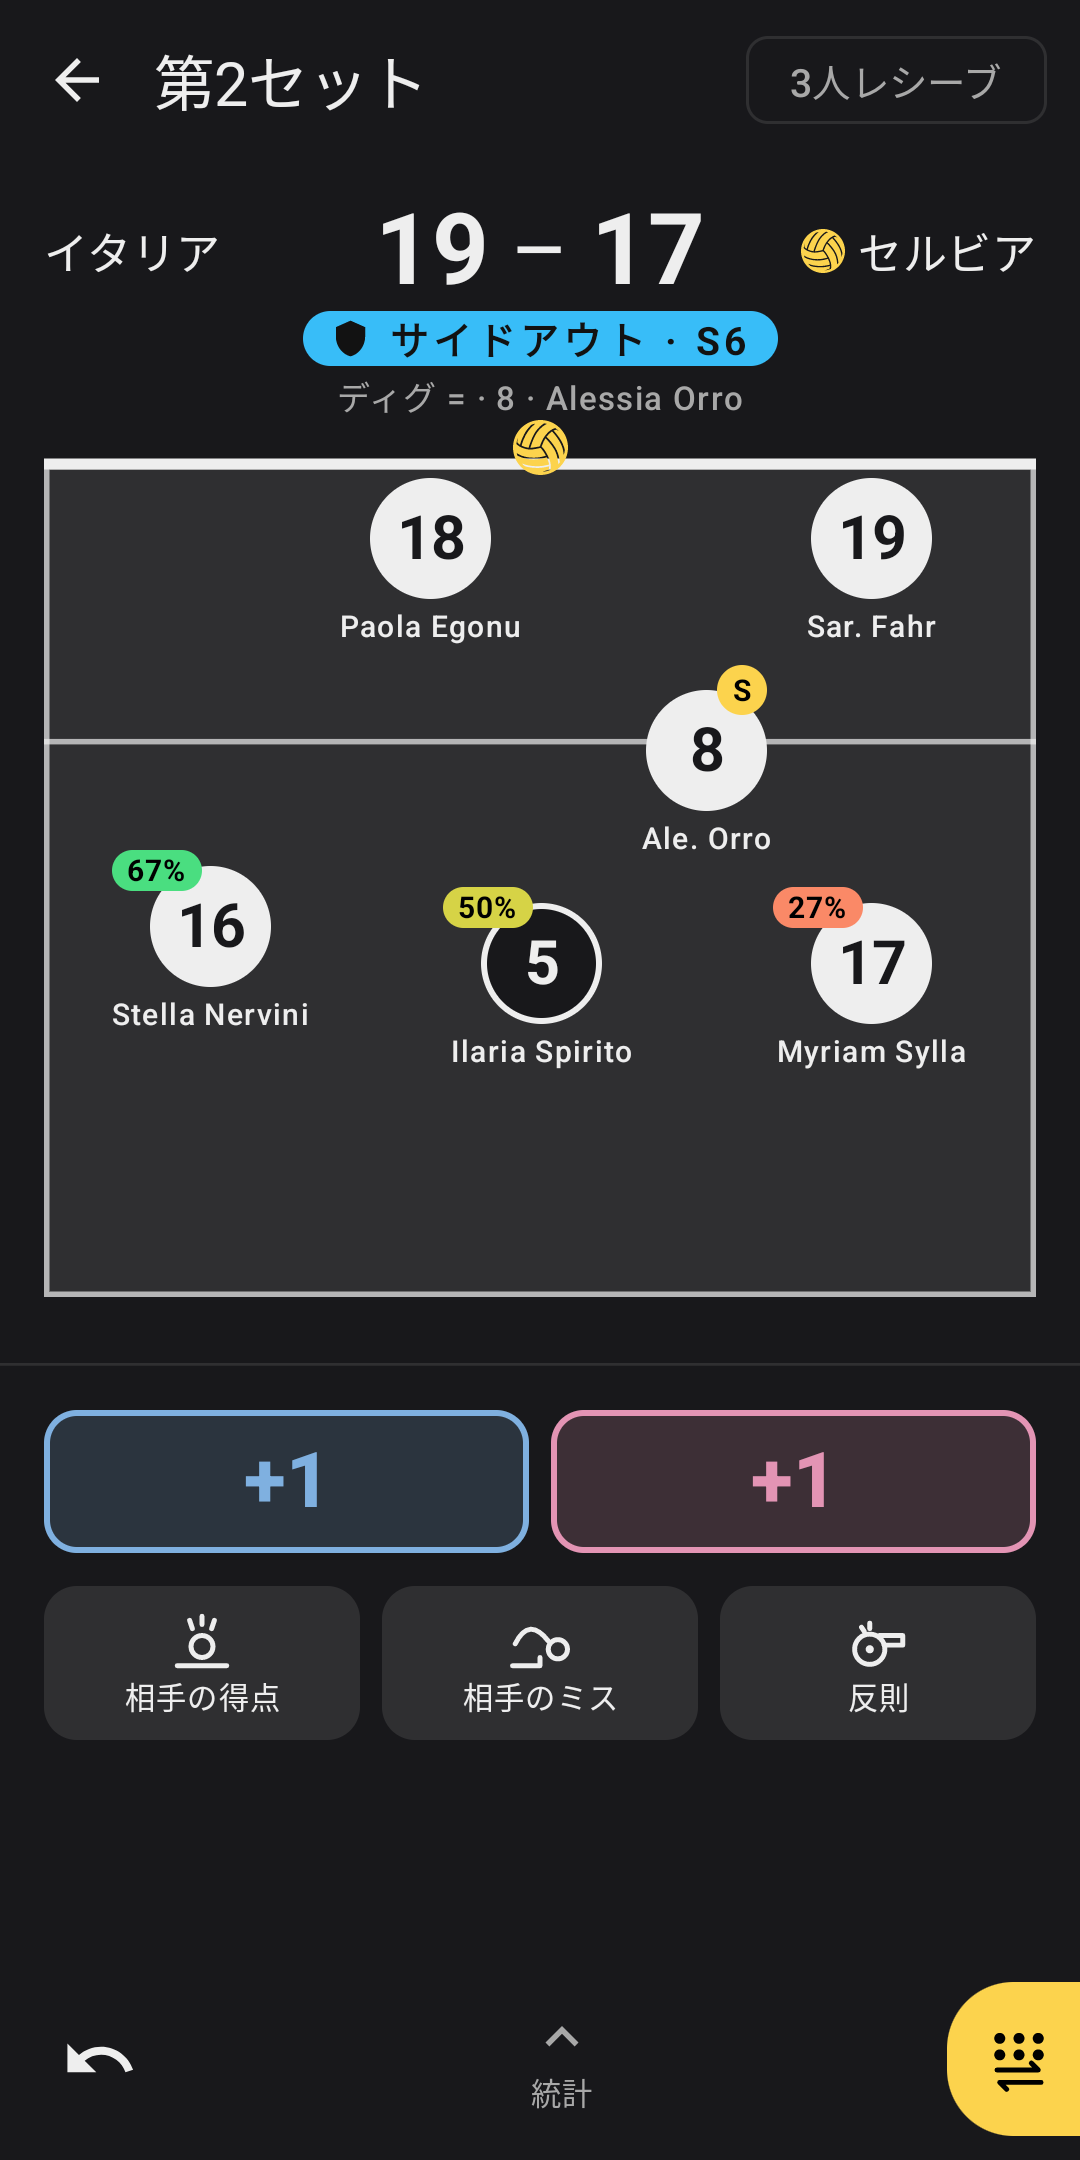 第2セット
3人レシーブ
イタリア
19 – 17
セルビア
サイドアウト · S6
ディグ = · 8 · Alessia Orro
18
Paola Egonu
19
Sar. Fahr
S
8
Ale. Orro
67%
16
Stella Nervini
50%
5
Ilaria Spirito
27%
17
Myriam Sylla
+1
+1
相手の得点
相手のミス
反則
統計